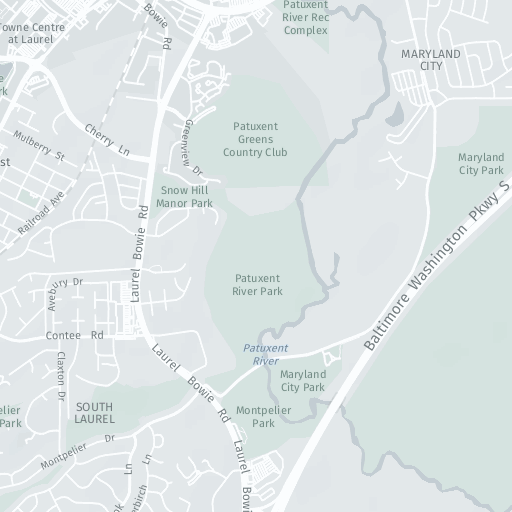 Patuxent
River Rec
Complex
Bowie Rd
Towne Centre
at Laurel
MARYLAND
CITY
Mulberry St
Cherry Ln
Greenview Dr
Patuxent
Greens
Country Club
Maryland
City Park
Railroad Ave
Snow Hill
Manor Park
Laurel Bowie Rd
Baltimore Washington Pkwy S
Avebury Dr
Patuxent
River Park
Contee Rd
Patuxent
River
Claxton Dr
Laurel Bowie Rd
Maryland
City Park
SOUTH
LAUREL
Montpelier
Park
Montpelier Dr
Laurel Bowi
Ln
Ln